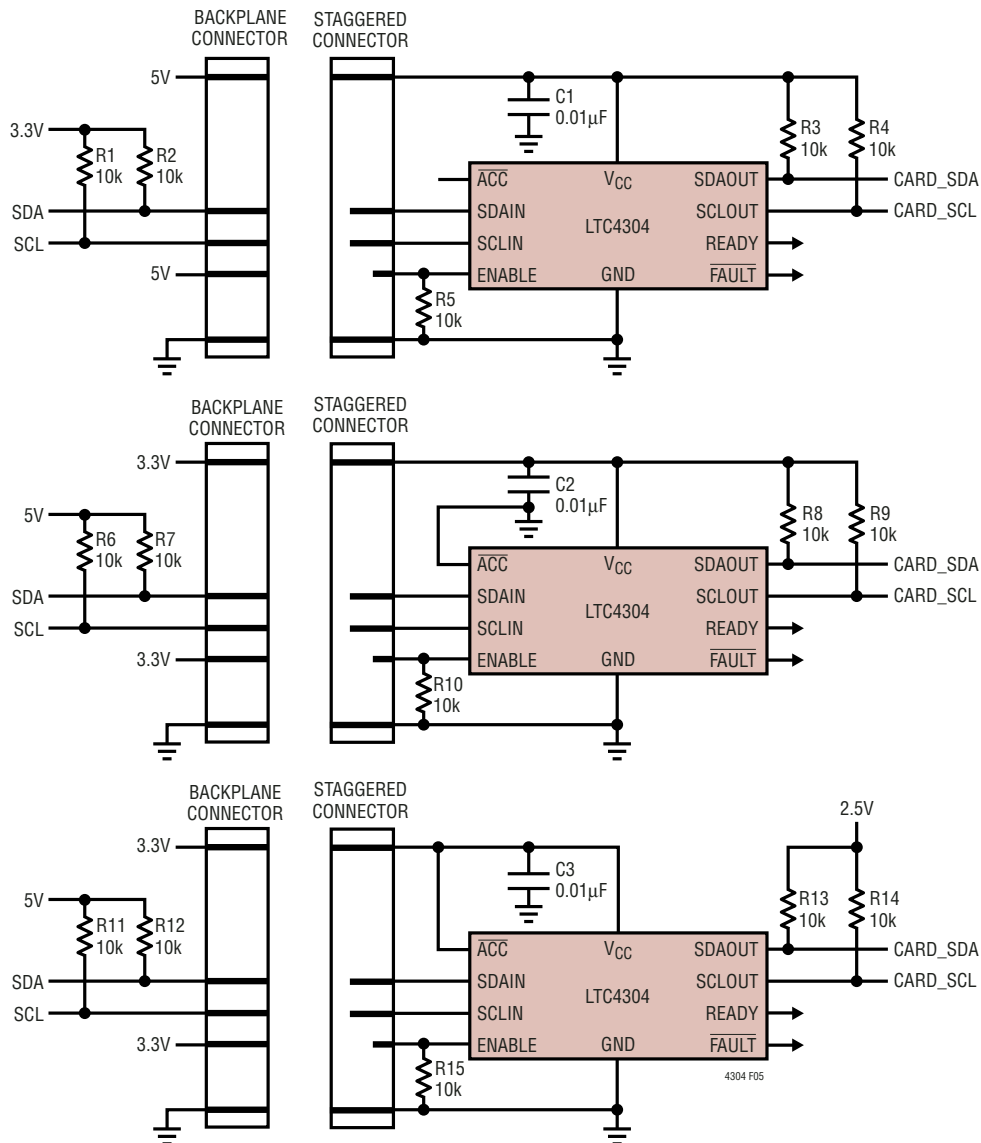 BACKPLANE
CONNECTOR
STAGGERED
CONNECTOR
5V
3.3V
R1
10k
R2
10k
SDA
SCL
5V
C1
0.01µF
R3
10k
R4
10k
R5
10k
ACC
VCC
SDAOUT
CARD_SDA
SDAIN
LTC4304
SCLOUT
CARD_SCL
SCLIN
READY
ENABLE
GND
FAULT
BACKPLANE
CONNECTOR
STAGGERED
CONNECTOR
3.3V
5V
R6
10k
R7
10k
SDA
SCL
3.3V
C2
0.01µF
R8
10k
R9
10k
R10
10k
ACC
VCC
SDAOUT
CARD_SDA
SDAIN
LTC4304
SCLOUT
CARD_SCL
SCLIN
READY
ENABLE
GND
FAULT
BACKPLANE
CONNECTOR
STAGGERED
CONNECTOR
3.3V
5V
R11
10k
R12
10k
SDA
SCL
3.3V
C3
0.01µF
2.5V
R13
10k
R14
10k
R15
10k
ACC
VCC
SDAOUT
CARD_SDA
SDAIN
LTC4304
SCLOUT
CARD_SCL
SCLIN
READY
ENABLE
GND
FAULT
4304 F05